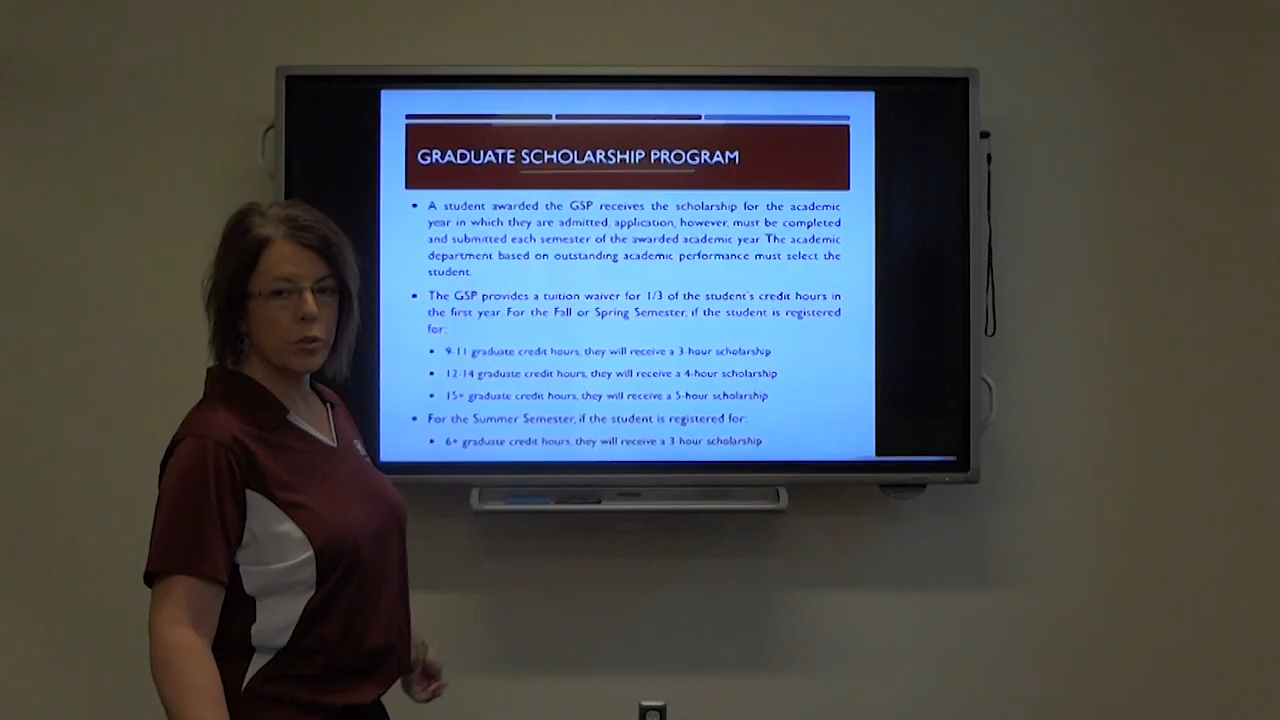 GRADUATE SCHOLARSHIP PROGRAM
• A student awarded the GSP receives the scholarship for the academic
year in which they are admitted, application, however, must be completed
and submitted each semester of the awarded academic year. The academic
department based on outstanding academic performance must select the
student.
• The GSP provides a tuition waiver for 1/3 of the student's credit hours in
the first year. For the Fall or Spring Semester, if the student is registered
for:
• 9-11 graduate credit hours, they will receive a 3-hour scholarship
• 12-14 graduate credit hours, they will receive a 4-hour scholarship
• 15+ graduate credit hours, they will receive a 5-hour scholarship
• For the Summer Semester, if the student is registered for:
• 6+ graduate credit hours, they will receive a 3 hour scholarship